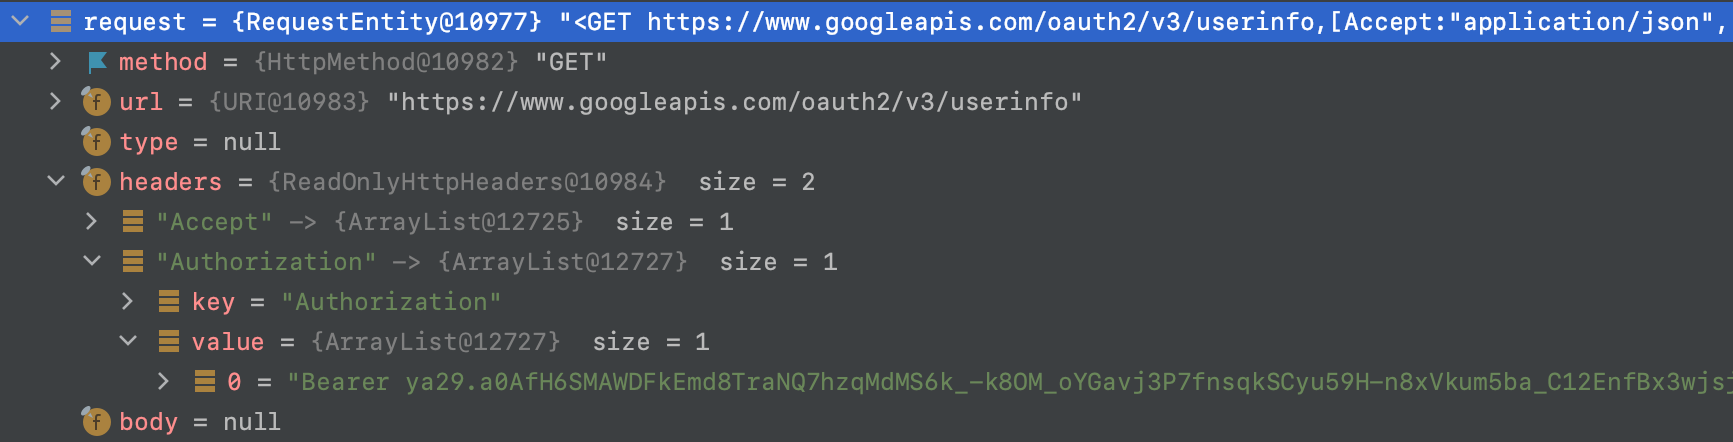 request = {RequestEntity@10977} "<GET https://www.googleapis.com/oauth2/v3/userinfo,[Accept:"application/json",
method = {HttpMethod@10982} "GET"
f url = {URI@10983} "https://www.googleapis.com/oauth2/v3/userinfo"
f type = null
f headers = {ReadOnlyHttpHeaders@10984} size = 2
"Accept" -> {ArrayList@12725} size = 1
"Authorization" -> {ArrayList@12727} size = 1
key = "Authorization"
value = {ArrayList@12727} size = 1
0 = "Bearer ya29.a0AfH6SMAWDFkEmd8TraNQ7hzqMdMS6k_-k8OM_oYGavj3P7fnsqkSCyu59H-n8xVkum5ba_C12EnfBx3wjsj
f body = null